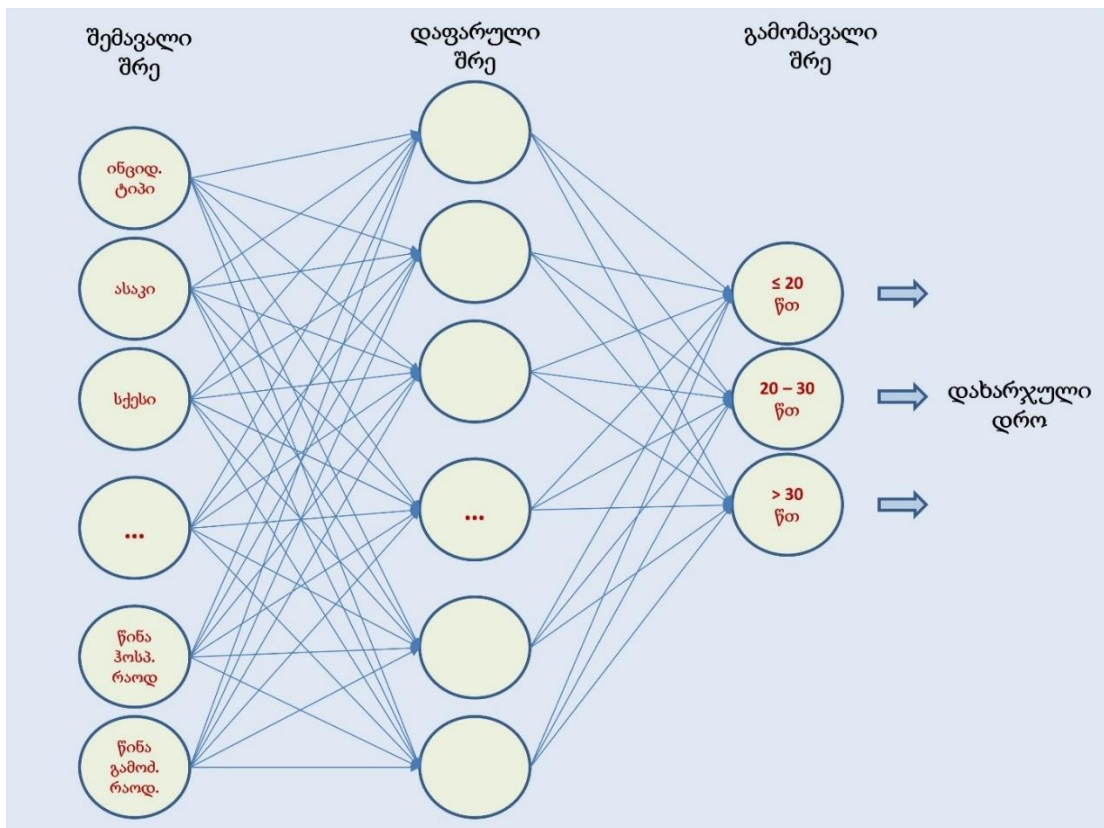 შემავალი
შრე
დაფარული
შრე
გამომავალი
შრე
ინციდ.
ტიპი
ასაკი
სქესი
...
წინა
ჰოსპ.
რაოდ
წინა
გამოძ.
რაოდ.
...
≤ 20
წთ
20 – 30
წთ
> 30
წთ
დახარჯული
დრო